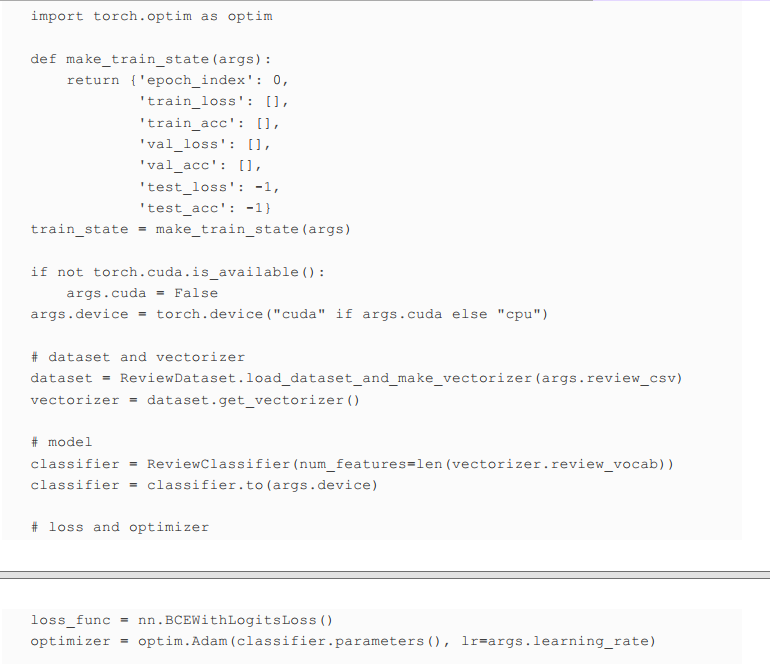 import torch.optim as optim
def make_train_state(args):
    return {'epoch_index': 0,
            'train_loss': [],
            'train_acc': [],
            'val_loss': [],
            'val_acc': [],
            'test_loss': -1,
            'test_acc': -1}
train_state = make_train_state(args)
if not torch.cuda.is_available():
    args.cuda = False
args.device = torch.device("cuda" if args.cuda else "cpu")
# dataset and vectorizer
dataset = ReviewDataset.load_dataset_and_make_vectorizer(args.review_csv)
vectorizer = dataset.get_vectorizer()
# model
classifier = ReviewClassifier(num_features=len(vectorizer.review_vocab))
classifier = classifier.to(args.device)
# loss and optimizer
loss_func = nn.BCEWithLogitsLoss()
optimizer = optim.Adam(classifier.parameters(), lr=args.learning_rate)